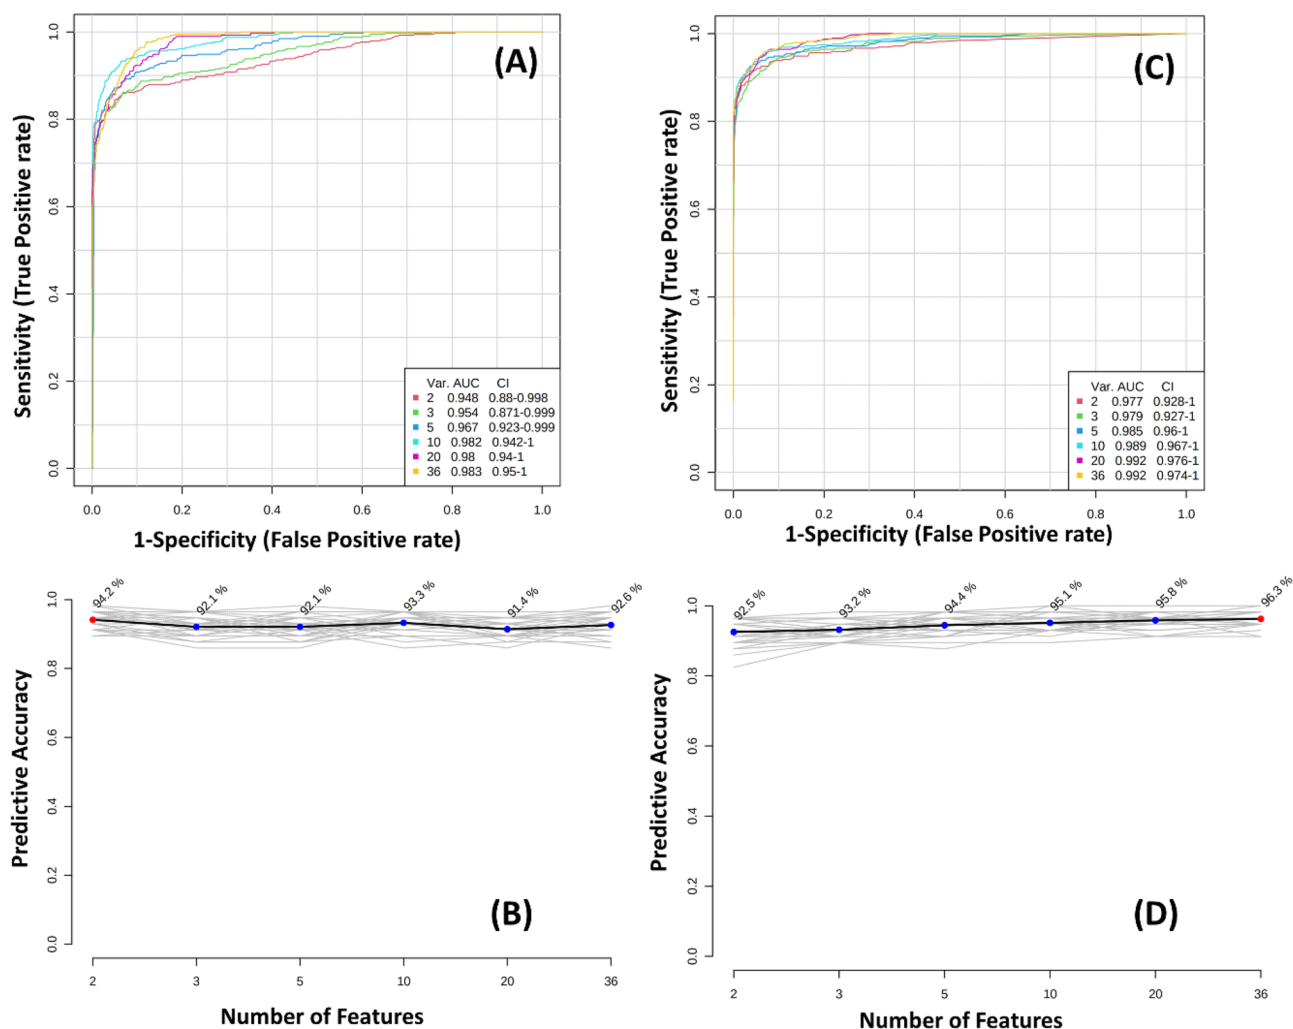 (A)
Sensitivity (True Positive rate)
1.0
0.8
0.6
0.4
0.2
0.0
Var. AUC CI
2 0.948 0.88-0.998
3 0.954 0.871-0.999
5 0.967 0.923-0.999
10 0.982 0.942-1
20 0.98 0.94-1
36 0.983 0.95-1
0.0 0.2 0.4 0.6 0.8 1.0
1-Specificity (False Positive rate)
(C)
Sensitivity (True Positive rate)
1.0
0.8
0.6
0.4
0.2
0.0
Var. AUC CI
2 0.977 0.928-1
3 0.979 0.927-1
5 0.985 0.96-1
10 0.989 0.967-1
20 0.992 0.976-1
36 0.992 0.974-1
0.0 0.2 0.4 0.6 0.8 1.0
1-Specificity (False Positive rate)
94.2 % 92.1 % 92.1 % 93.3 % 91.4 % 92.6 %
Predictive Accuracy
1.0
0.8
0.6
0.4
0.2
0.0
(B)
2 3 5 10 20 36
Number of Features
92.5 % 93.2 % 94.4 % 95.1 % 95.8 % 96.3 %
Predictive Accuracy
1.0
0.8
0.6
0.4
0.2
0.0
(D)
2 3 5 10 20 36
Number of Features